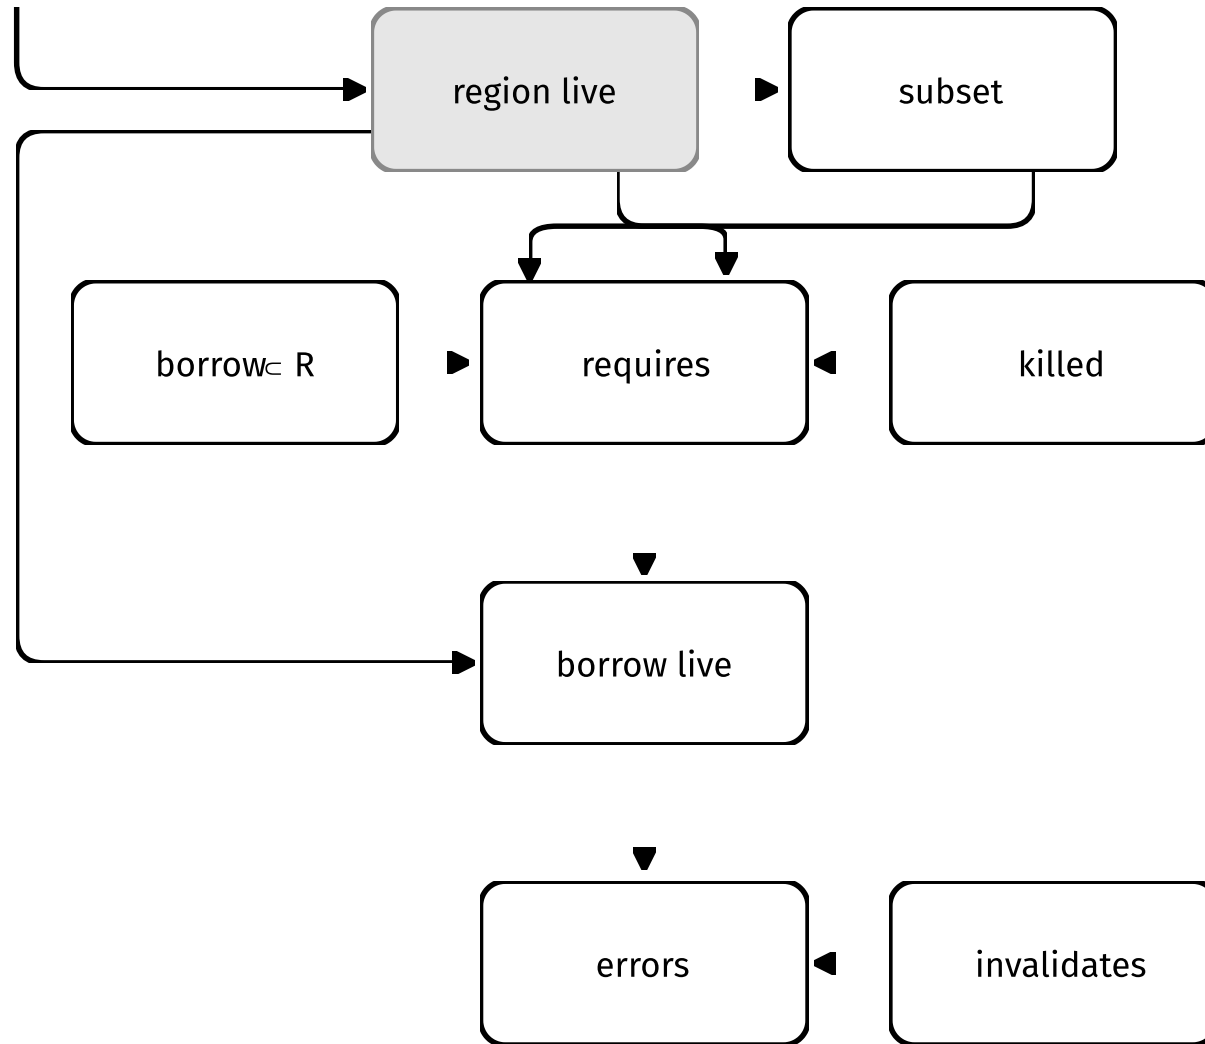 region live
subset
borrow⊂ R
requires
killed
borrow live
errors
invalidates